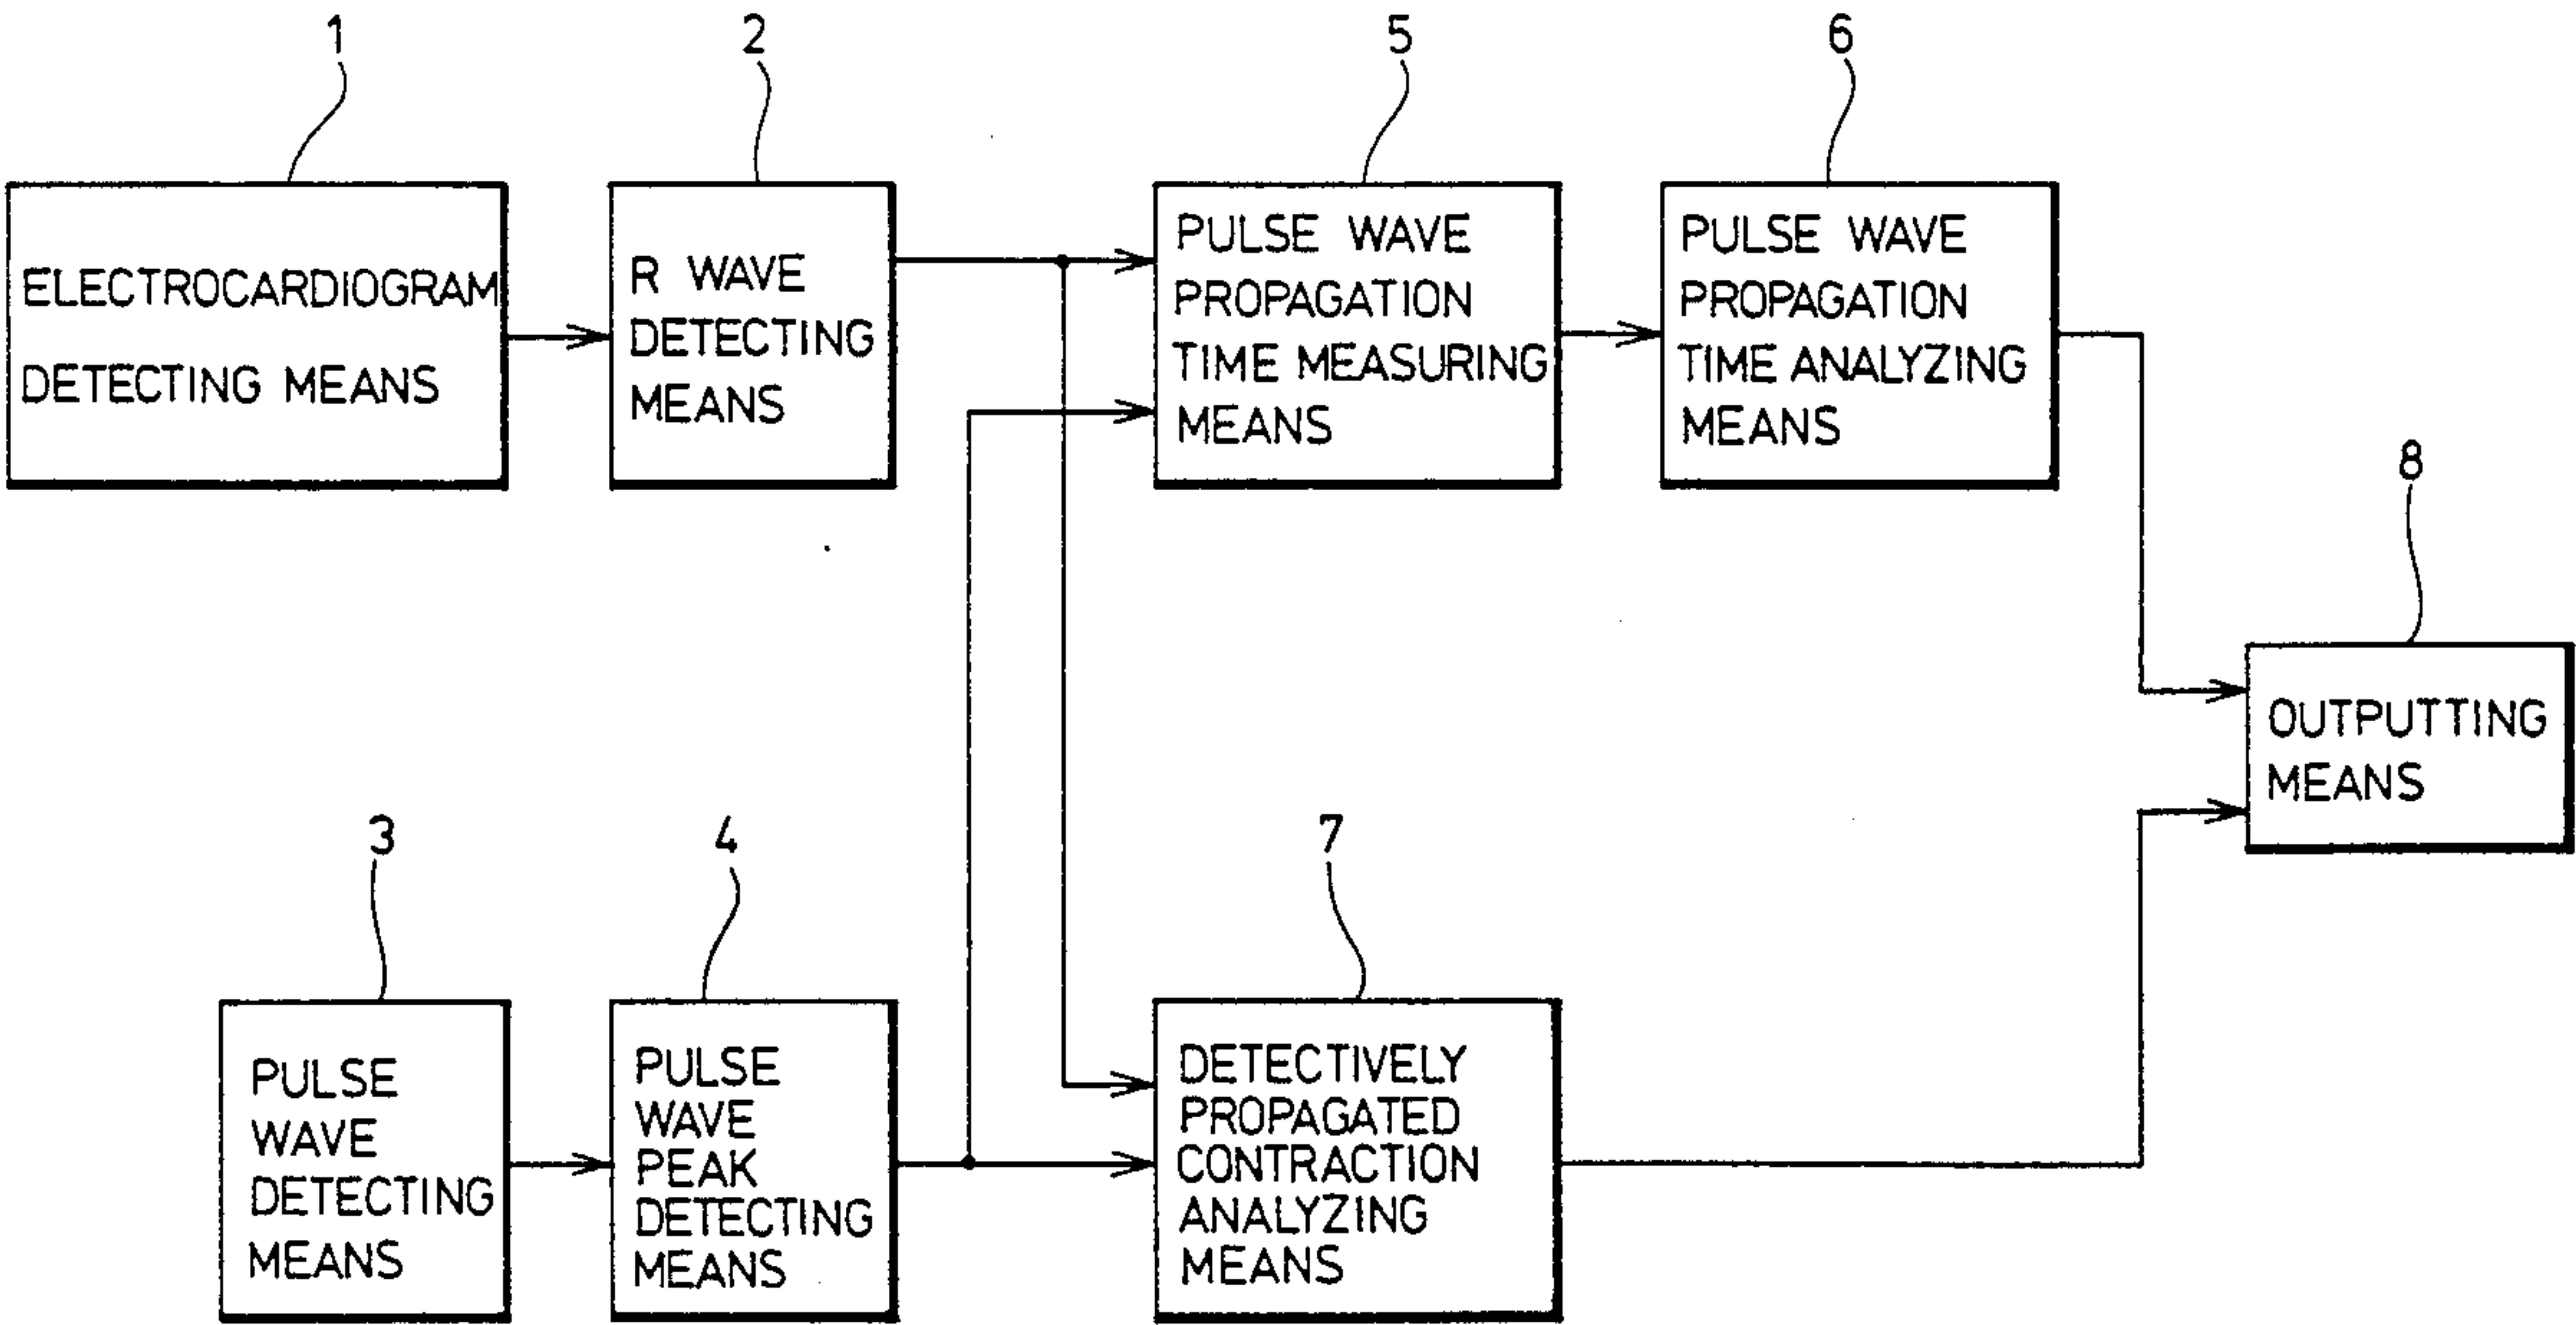 1
2
5
6
ELECTROCARDIOGRAM
DETECTING MEANS
R WAVE
DETECTING
MEANS
PULSE WAVE
PROPAGATION
TIME MEASURING
MEANS
PULSE WAVE
PROPAGATION
TIME ANALYZING
MEANS
8
OUTPUTTING
MEANS
3
4
7
PULSE
WAVE
DETECTING
MEANS
PULSE
WAVE
PEAK
DETECTING
MEANS
DETECTIVELY
PROPAGATED
CONTRACTION
ANALYZING
MEANS